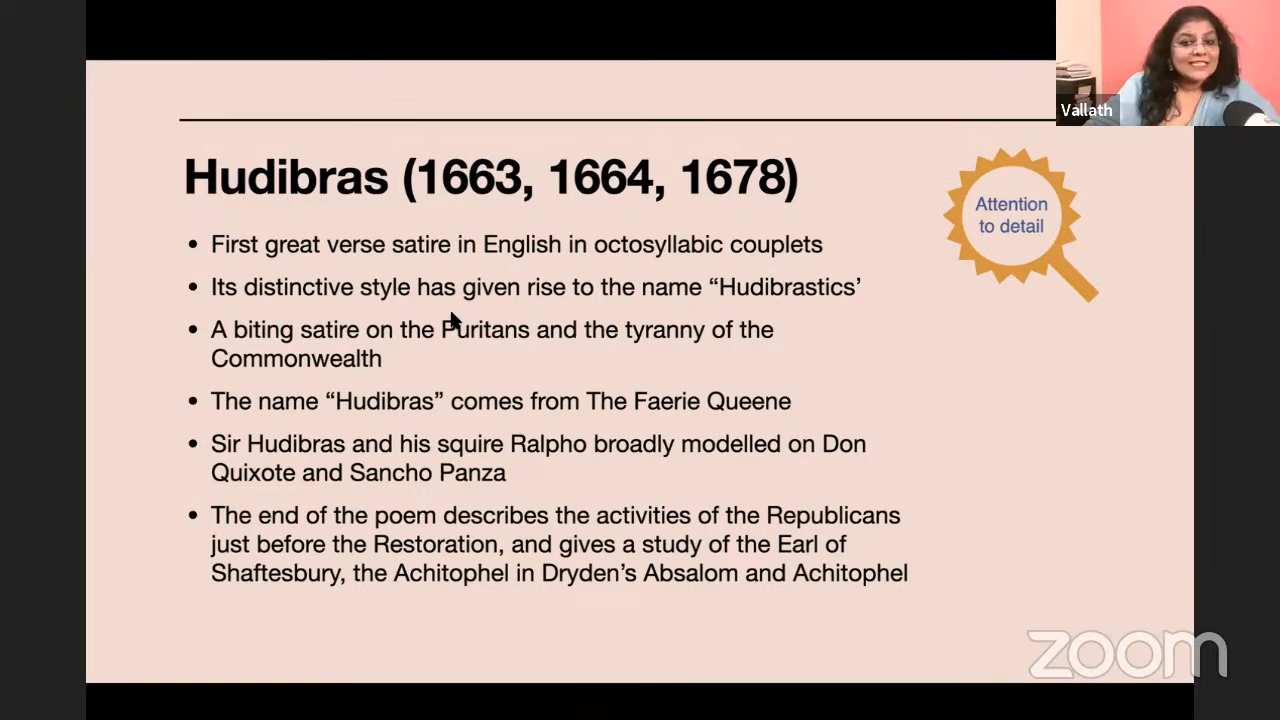 Vallath
Hudibras (1663, 1664, 1678)
Attention
to detail
• First great verse satire in English in octosyllabic couplets
• Its distinctive style has given rise to the name “Hudibrastics’
• A biting satire on the Puritans and the tyranny of the
Commonwealth
• The name “Hudibras” comes from The Faerie Queene
• Sir Hudibras and his squire Ralpho broadly modelled on Don
Quixote and Sancho Panza
• The end of the poem describes the activities of the Republicans
just before the Restoration, and gives a study of the Earl of
Shaftesbury, the Achitophel in Dryden’s Absalom and Achitophel
zoom